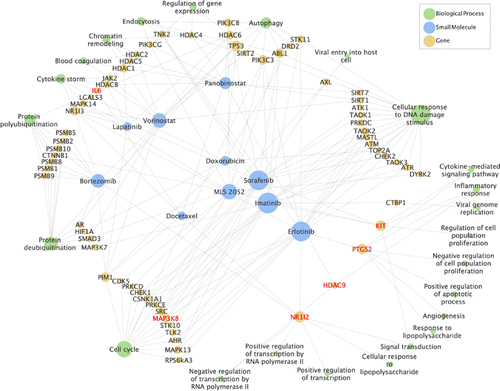 Regulation of
gene expression
Endocytosis
TNK2
PIK3CB
Autophagy
Biological Process
Small Molecule
Gene
Chromatin
remodeling
PIK3CG
HDAC4
HDAC6
TP53
SIRT2
DRD2
STK11
ABL1
PIK3C3
Viral entry into host
cell
Blood coagulation
HDAC2
HDAC5
HDAC1
Cytokine storm
JAK2
HDAC8
IL6
LGALS3
MAPK14
NR1I3
Panobinostat
AXL
Vorinostat
Lapatinib
Protein
polyubiquitination
SIRT7
SIRT1
ATK1
TAOK1
PRKDC
TAOK2
MASTL
ATM
TOP2A
CHEK2
TAOK3
ATR
DYRK2
Cellular response
to DNA damage
stimulus
PSMB5
PSMB2
PSMB10
CTNNB1
PSMB8
PSMB1
PSMB9
Bortezomib
Doxorubicin
Sorafenib
MLS 2052
Imatinib
Docetaxel
Erlotinib
CTBP1
KIT
PTGS2
HDAC9
NR1I2
Cytokine-mediated
signaling pathway
Inflammatory
response
Viral genome
replication
Regulation of cell
population
proliferation
Negative regulation
of cell population
proliferation
Positive regulation of
apoptotic process
Angiogenesis
Response to
lipopolysaccharide
Signal transduction
Cellular response to
lipopolysaccharide
Positive regulation
of transcription
Positive regulation of
transcription by
RNA polymerase II
Negative regulation of
transcription by RNA
polymerase II
Protein
deubiquitination
AR
HIF1A
SMAD3
MAP3K7
PIM1
CDK5
PRKCD
CHEK1
CSNK1A1
PRKCE
SRC
MAP3K8
STK10
TLK2
AHR
MAPK13
RPS6kA3
Cell cycle